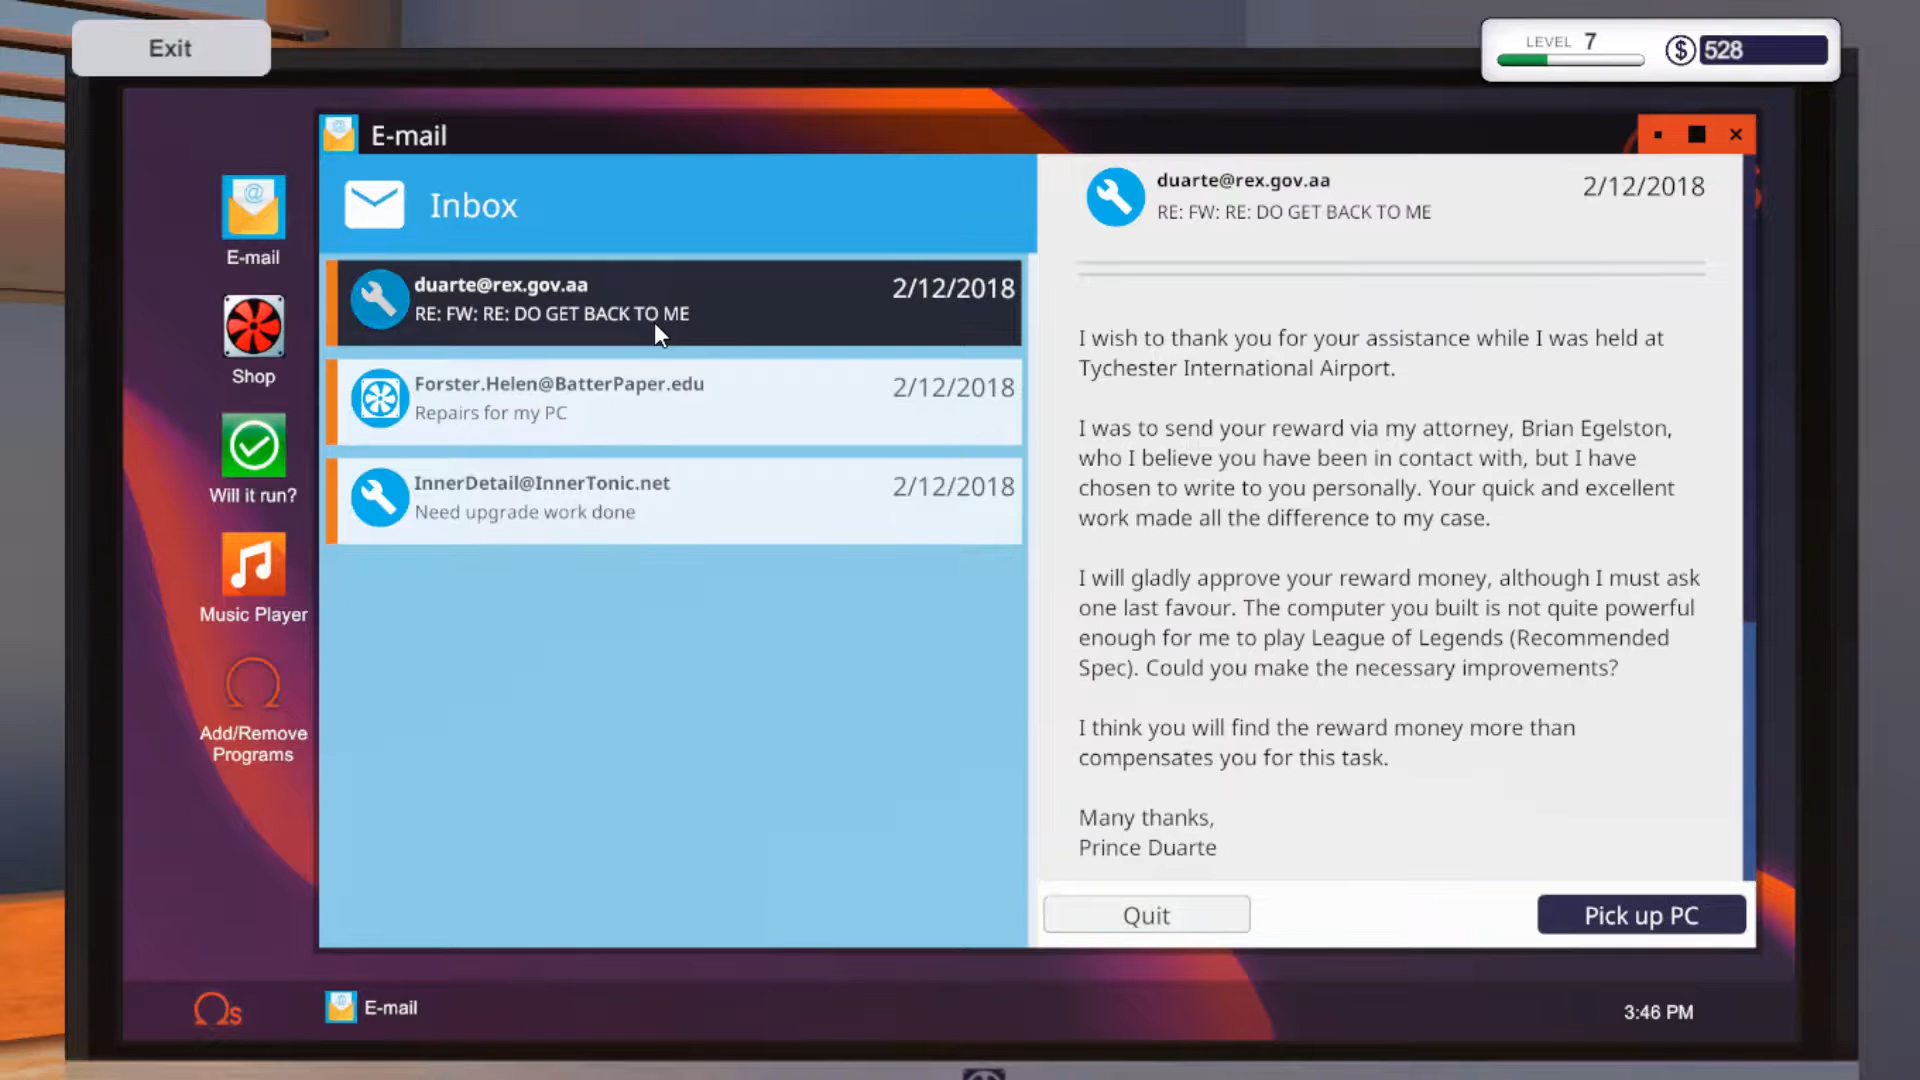 Exit
LEVEL 7
$ 528
E-mail
Inbox
duarte@rex.gov.aa
2/12/2018
RE: FW: RE: DO GET BACK TO ME
Forster.Helen@BatterPaper.edu
2/12/2018
Repairs for my PC
InnerDetail@InnerTonic.net
2/12/2018
Need upgrade work done
duarte@rex.gov.aa
2/12/2018
RE: FW: RE: DO GET BACK TO ME
I wish to thank you for your assistance while I was held at
Tychester International Airport.
I was to send your reward via my attorney, Brian Egelston,
who I believe you have been in contact with, but I have
chosen to write to you personally. Your quick and excellent
work made all the difference to my case.
I will gladly approve your reward money, although I must ask
one last favour. The computer you built is not quite powerful
enough for me to play League of Legends (Recommended
Spec). Could you make the necessary improvements?
I think you will find the reward money more than
compensates you for this task.
Many thanks,
Prince Duarte
Quit
Pick up PC
E-mail
Shop
Will it run?
Music Player
Add/Remove
Programs
Ωs
E-mail
3:46 PM